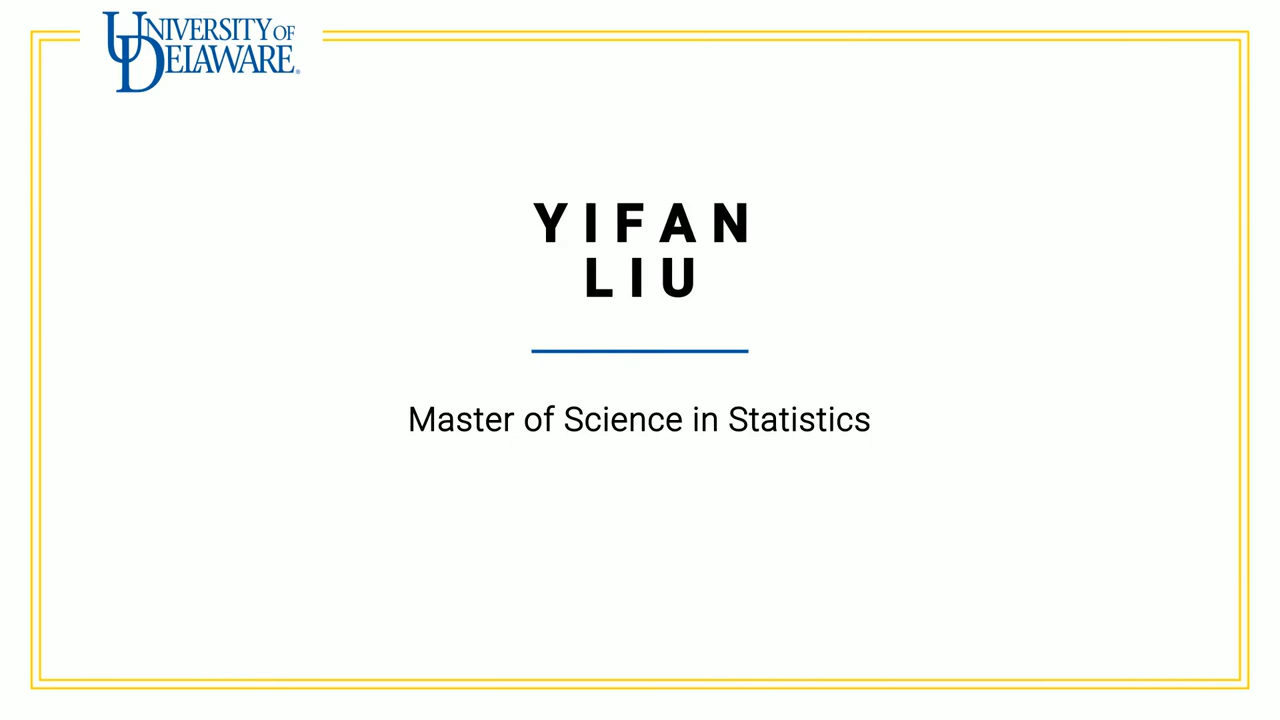 UNIVERSITY OF
DELAWARE
YIFAN
LIU
Master of Science in Statistics